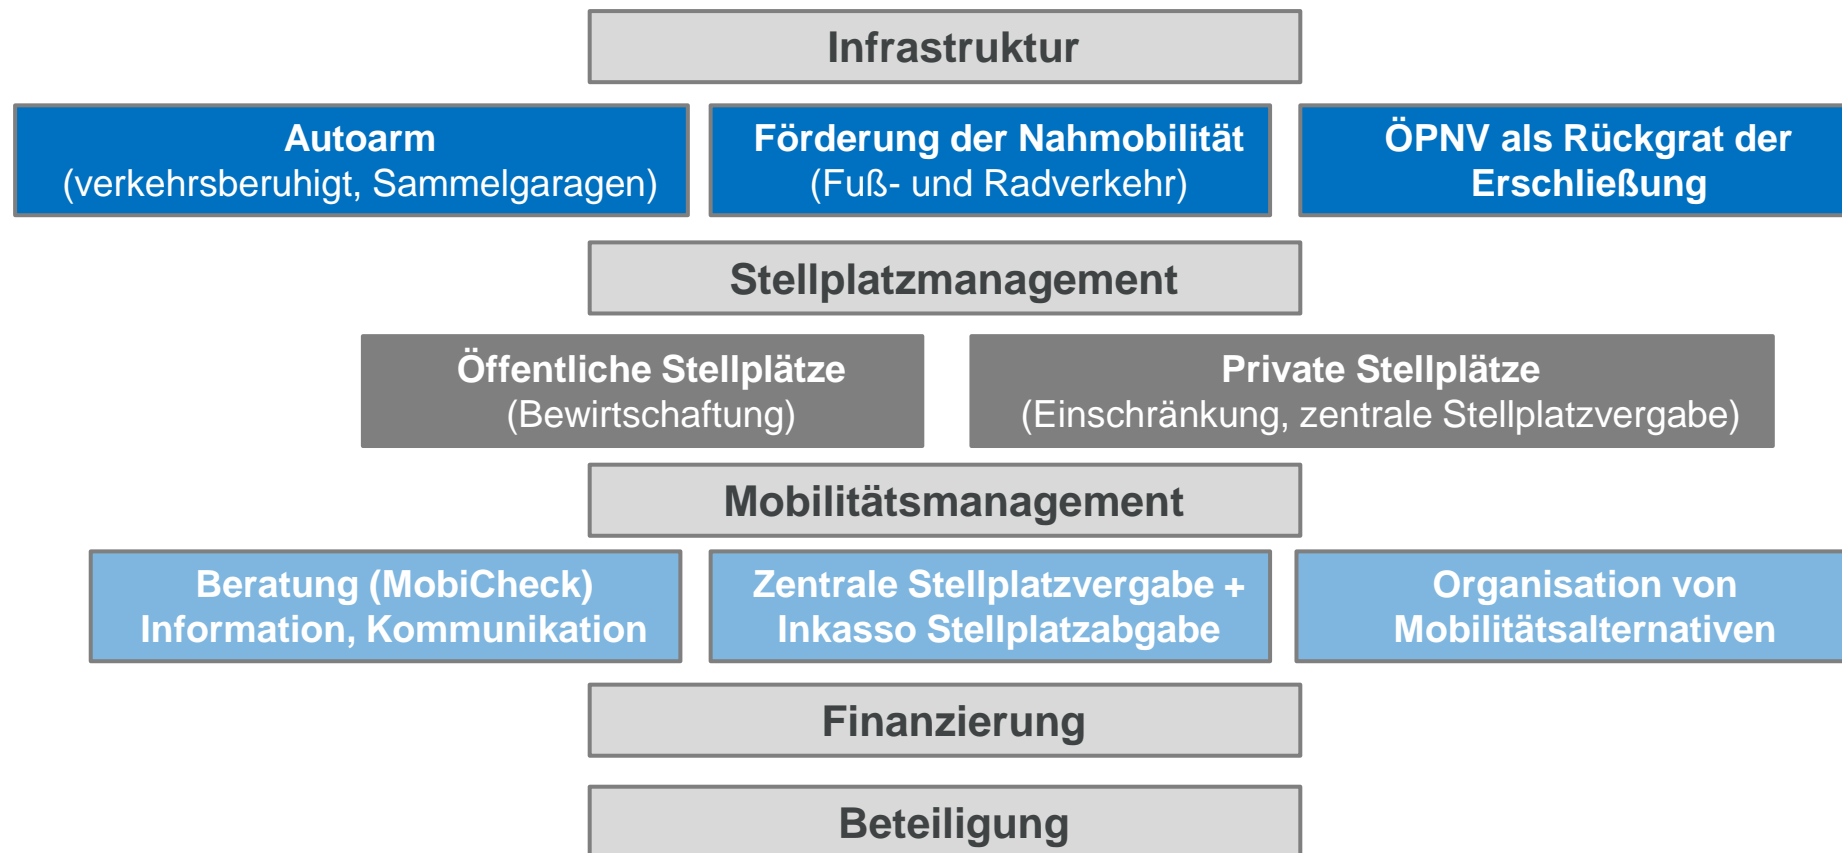 Infrastruktur
Autoarm
(verkehrsberuhigt, Sammelgaragen)
Förderung der Nahmobilität
(Fuß- und Radverkehr)
ÖPNV als Rückgrat der
Erschließung
Stellplatzmanagement
Öffentliche Stellplätze
(Bewirtschaftung)
Private Stellplätze
(Einschränkung, zentrale Stellplatzvergabe)
Mobilitätsmanagement
Beratung (MobiCheck)
Information, Kommunikation
Zentrale Stellplatzvergabe +
Inkasso Stellplatzabgabe
Organisation von
Mobilitätsalternativen
Finanzierung
Beteiligung